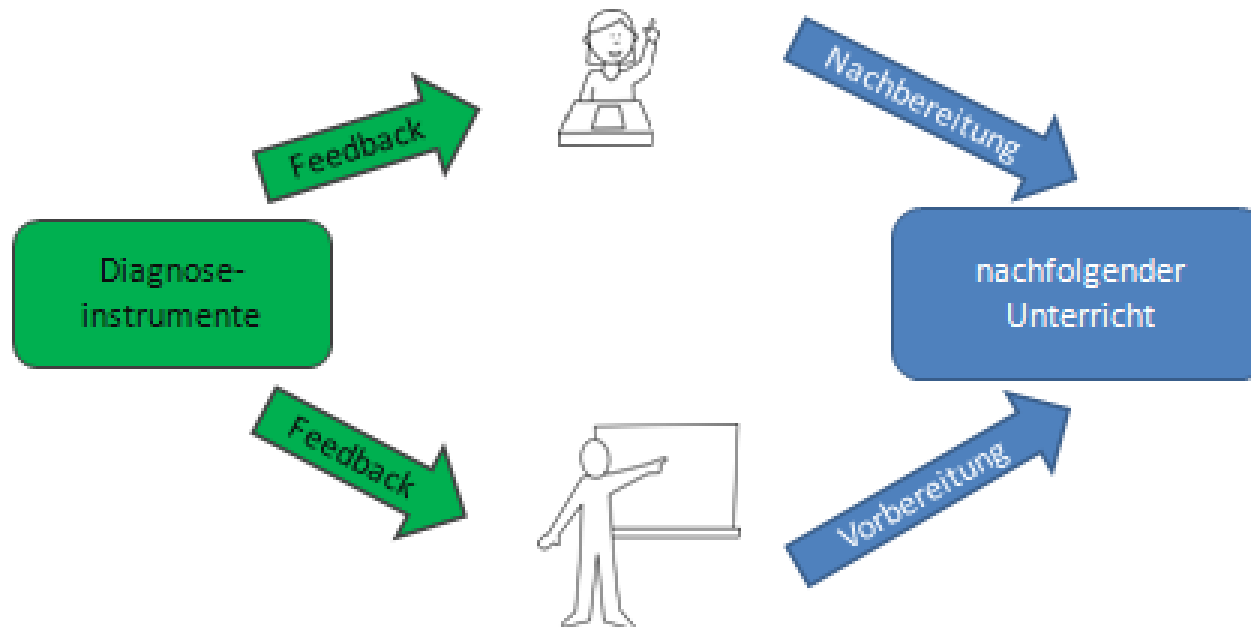 Feedback
Nachbereitung
Diagnose-
instrumente
nachfolgender
Unterricht
Feedback
Vorbereitung